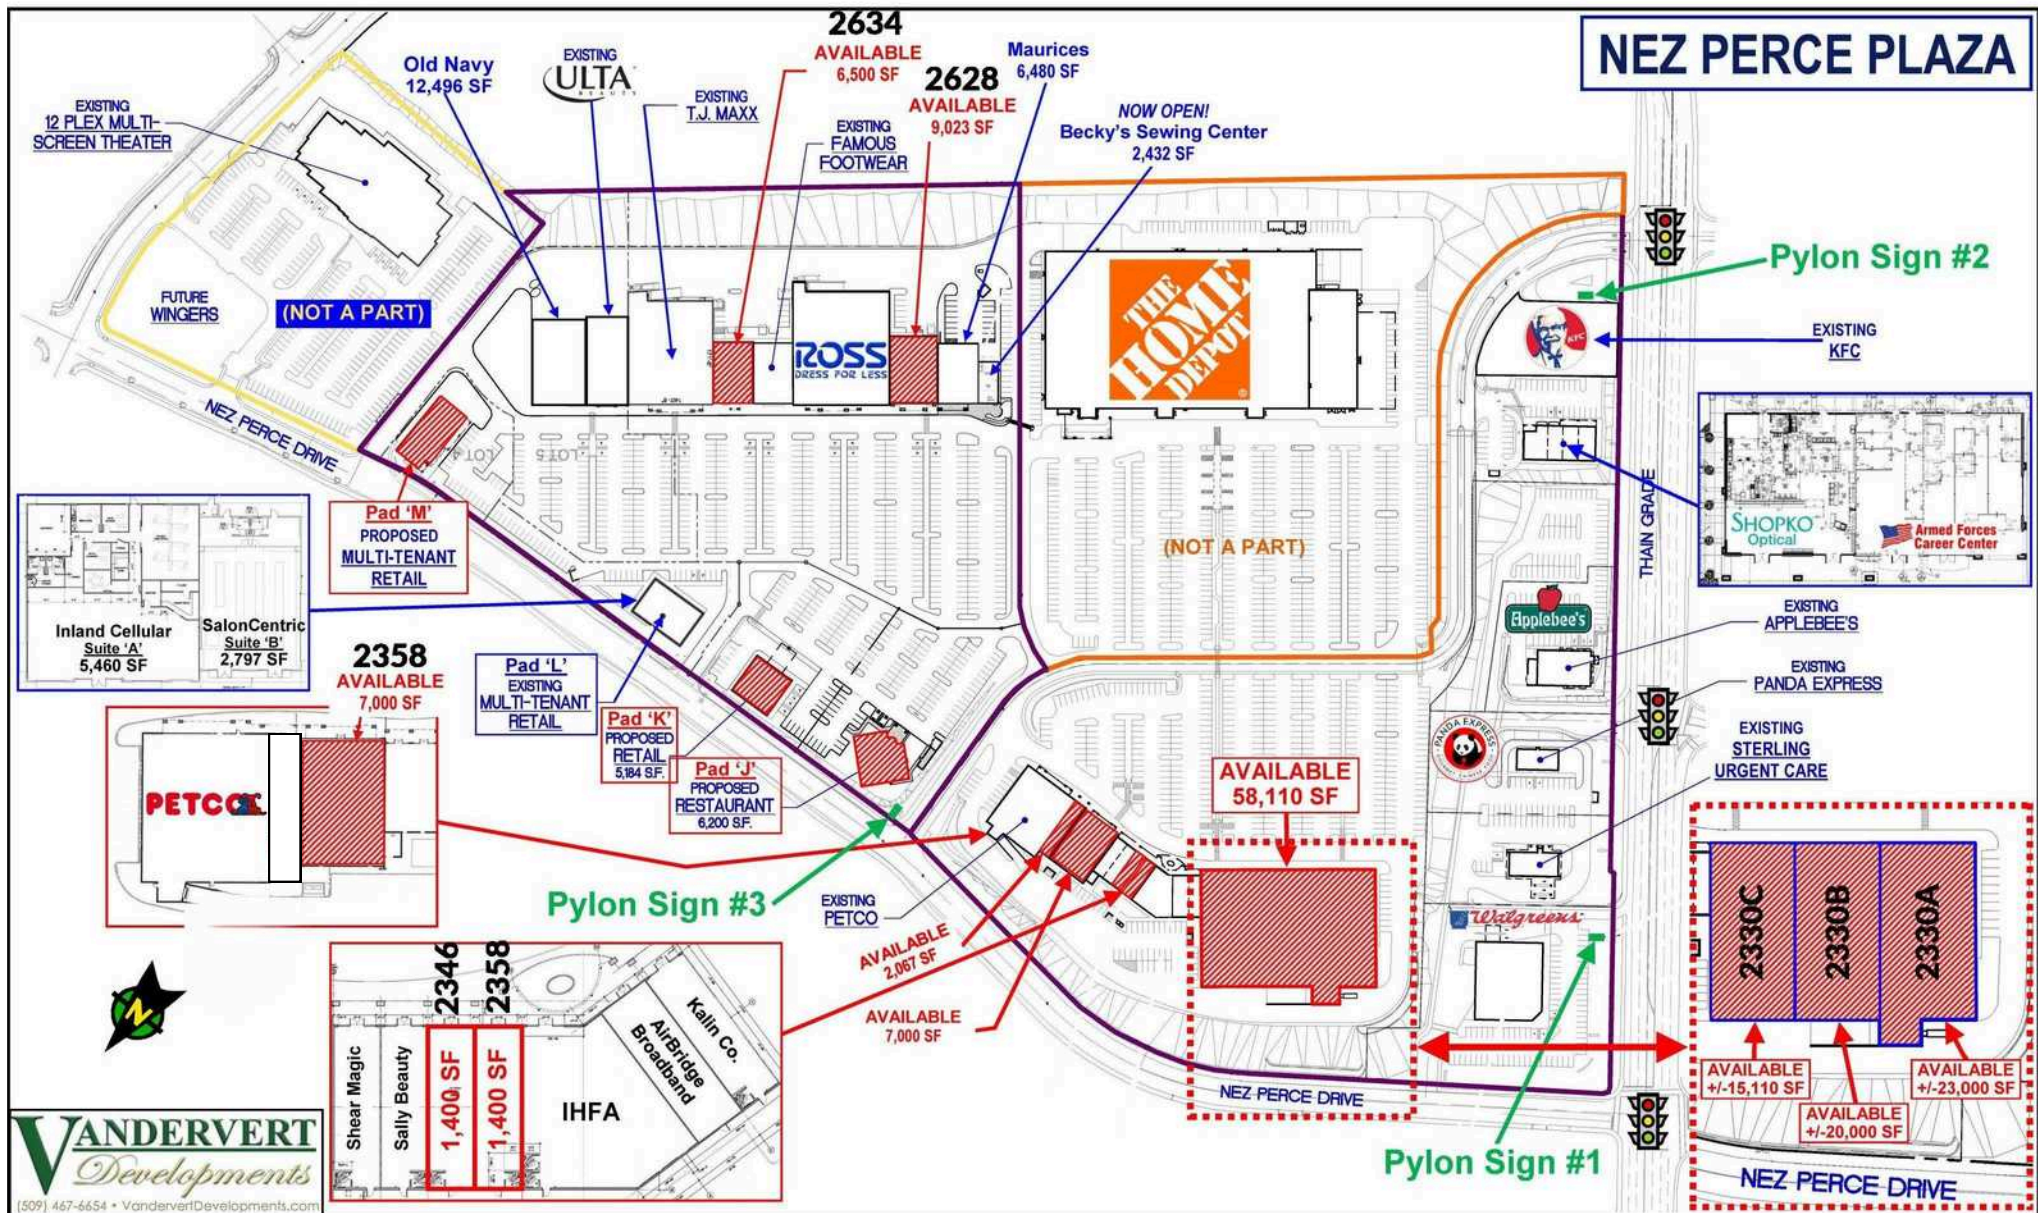 NEZ PERCE PLAZA
2634
AVAILABLE
6,500 SF
2628
AVAILABLE
9,023 SF
Maurices
6,480 SF
Old Navy
12,496 SF
EXISTING
ULTA
BEAUTY
EXISTING
T.J. MAXX
EXISTING
FAMOUS
FOOTWEAR
NOW OPEN!
Becky's Sewing Center
2,432 SF
EXISTING
12 PLEX MULTI-
SCREEN THEATER
FUTURE
WINGERS
(NOT A PART)
NEZ PERCE DRIVE
ROSS
DRESS FOR LESS
THE
HOME
DEPOT
Pylon Sign #2
KFC
EXISTING
KFC
LOT 4
LOT 5
THAIN GRADE
SHOPKO
Optical
Armed Forces
Career Center
(NOT A PART)
Pad 'M'
PROPOSED
MULTI-TENANT
RETAIL
Inland Cellular
Suite 'A'
5,460 SF
SalonCentric
Suite 'B'
2,797 SF
Pad 'L'
EXISTING
MULTI-TENANT
RETAIL
Pad 'K'
PROPOSED
RETAIL
5,184 S.F.
Pad 'J'
PROPOSED
RESTAURANT
6,200 S.F.
Applebee's
EXISTING
APPLEBEE'S
EXISTING
PANDA EXPRESS
PANDA EXPRESS
EXISTING
STERLING
URGENT CARE
2358
AVAILABLE
7,000 SF
PETCO
AVAILABLE
58,110 SF
Pylon Sign #3
EXISTING
PETCO
AVAILABLE
2,067 SF
AVAILABLE
7,000 SF
Walgreens
2330C
2330B
2330A
AVAILABLE
+/-15,110 SF
AVAILABLE
+/-20,000 SF
AVAILABLE
+/-23,000 SF
NEZ PERCE DRIVE
NEZ PERCE DRIVE
Pylon Sign #1
N
2346
2358
Shear Magic
Sally Beauty
1,400 SF
1,400 SF
IHFA
AirBridge
Broadband
Kalin Co.
VANDERVERT
Developments
(509) 467-6654 • VandervertDevelopments.com